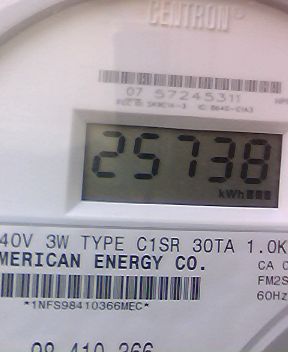 CENTRON®
07 57245311
25738
kWh
40V 3W TYPE C1SR 30TA 1.0K
MERICAN ENERGY CO.
CA 0
FM2S
60Hz
*1NFS98410366MEC*
98 410 366